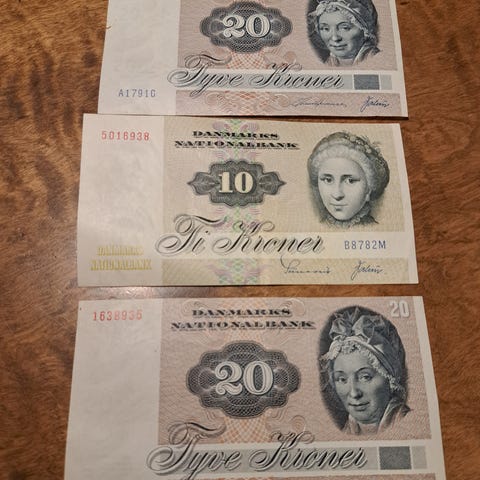 20
Tyve Kroner
A1791G
5016938
DANMARKS
NATIONALBANK
10
Ti Kroner
B8782M
DANMARKS
NATIONALBANK
1638936
DANMARKS
NATIONALBANK
20
20
Tyve Kroner